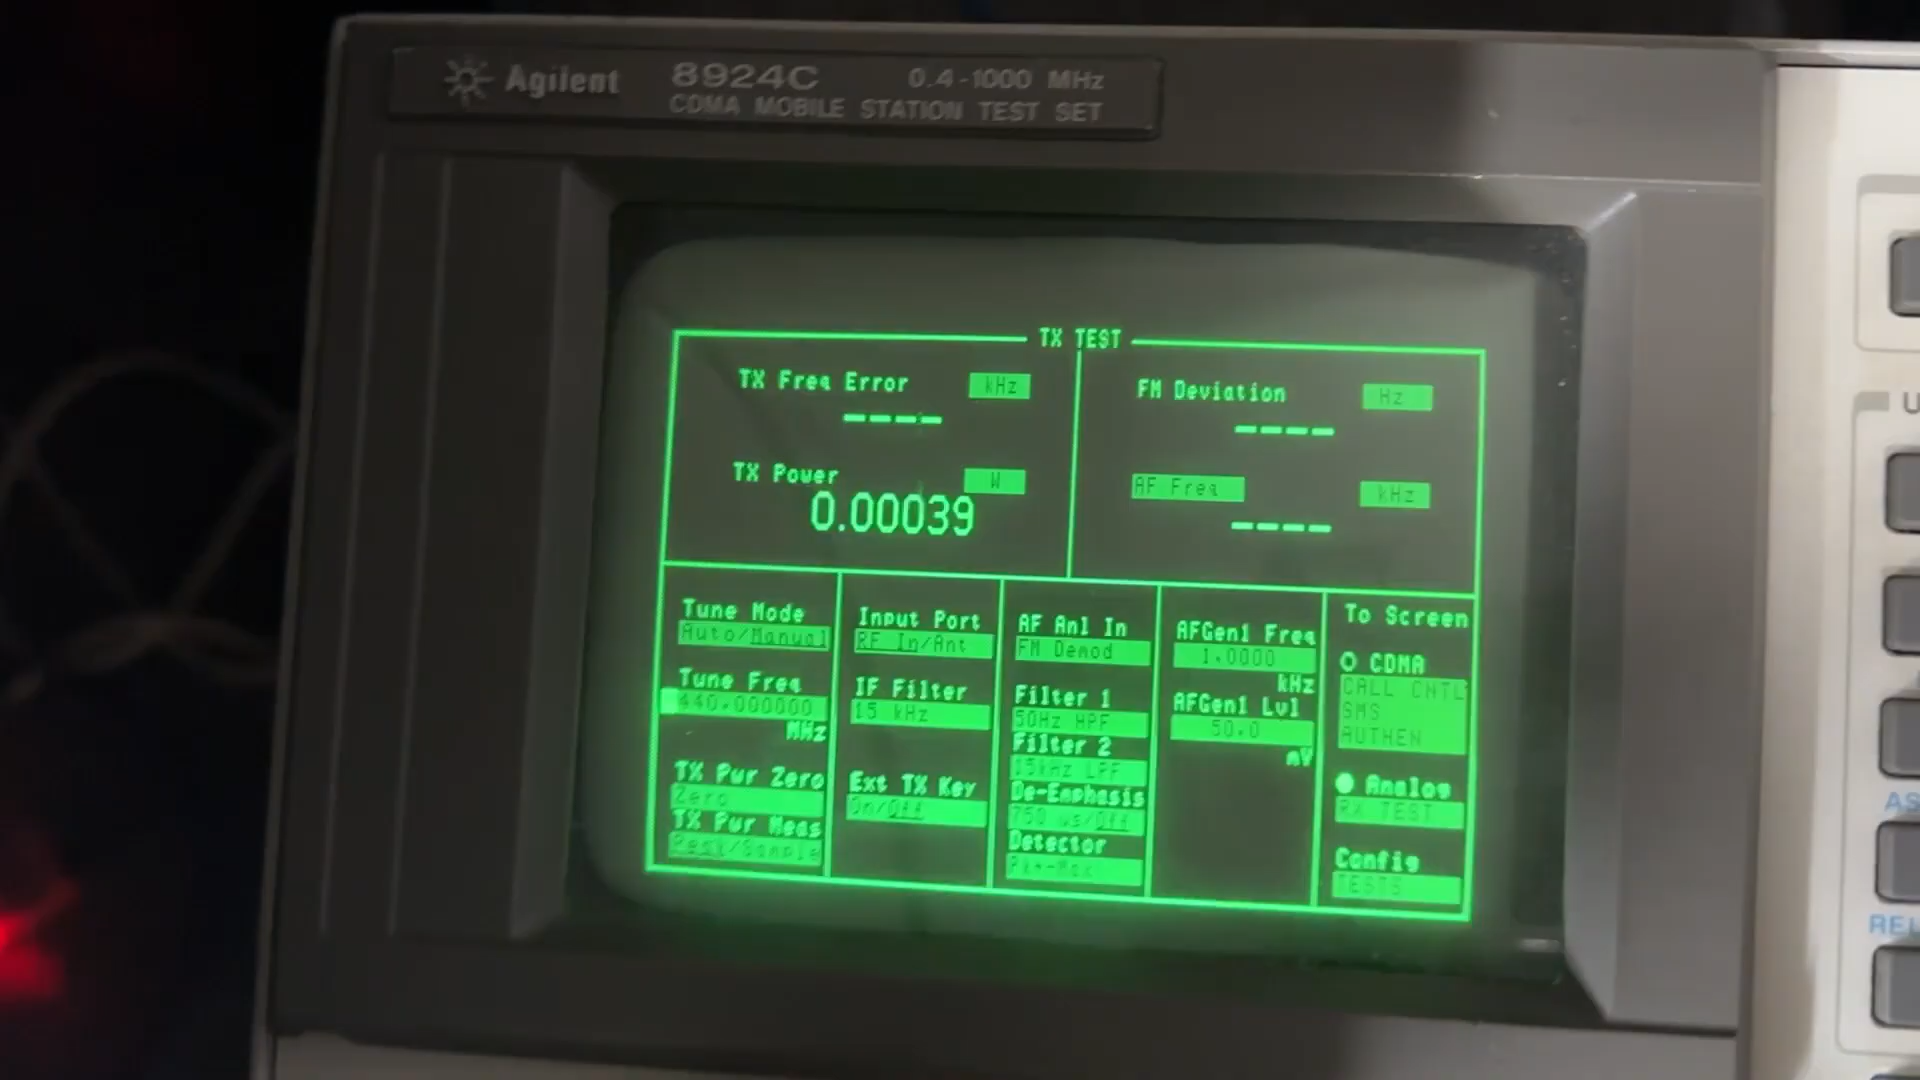 Agilent 8924C 0.4-1000 MHz
CDMA MOBILE STATION TEST SET
TX TEST
TX Freq Error kHz
----
TX Power W
0.00039
FM Deviation Hz
----
AF Freq kHz
----
Tune Mode
Auto/Manual
Tune Freq
440.000000
MHz
TX Pwr Zero
Zero
TX Pwr Meas
Peak/Sample
Input Port
RF In/Ant
IF Filter
15 kHz
Ext TX Key
On/Off
AF Anl In
FM Demod
Filter 1
50Hz HPF
Filter 2
15kHz LPF
De-Emphasis
750 us/Off
Detector
Pk+-Max
AFGen1 Freq
1.0000
kHz
AFGen1 Lvl
50.0
mV
To Screen
CDMA
CALL CNTL
SMS
AUTHEN
Analog
RX TEST
Config
TESTS
U
AS
REL